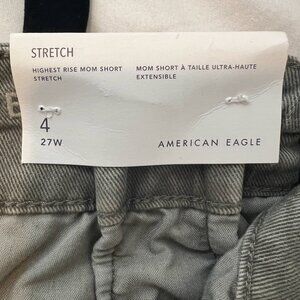 STRETCH
HIGHEST RISE MOM SHORT
STRETCH
MOM SHORT À TAILLE ULTRA-HAUTE
EXTENSIBLE
4
27W
AMERICAN EAGLE